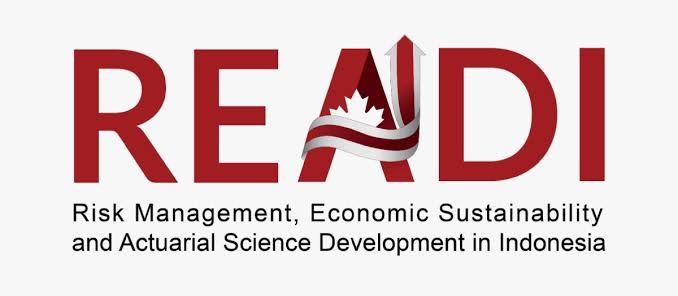 READI
Risk Management, Economic Sustainability
and Actuarial Science Development in Indonesia